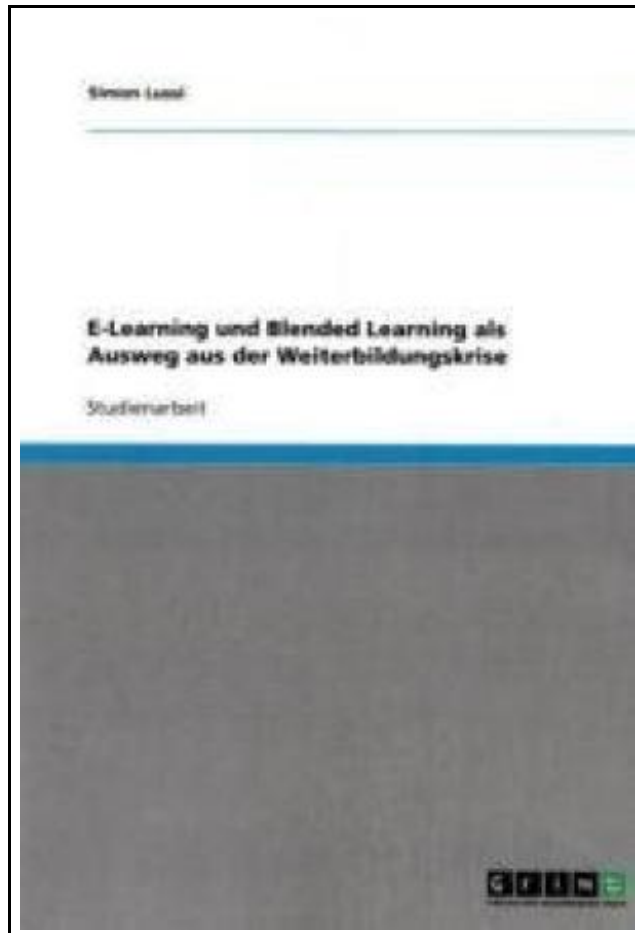 Simon Lussi
E-Learning und Blended Learning als
Ausweg aus der Weiterbildungskrise
Studienarbeit
GRIN